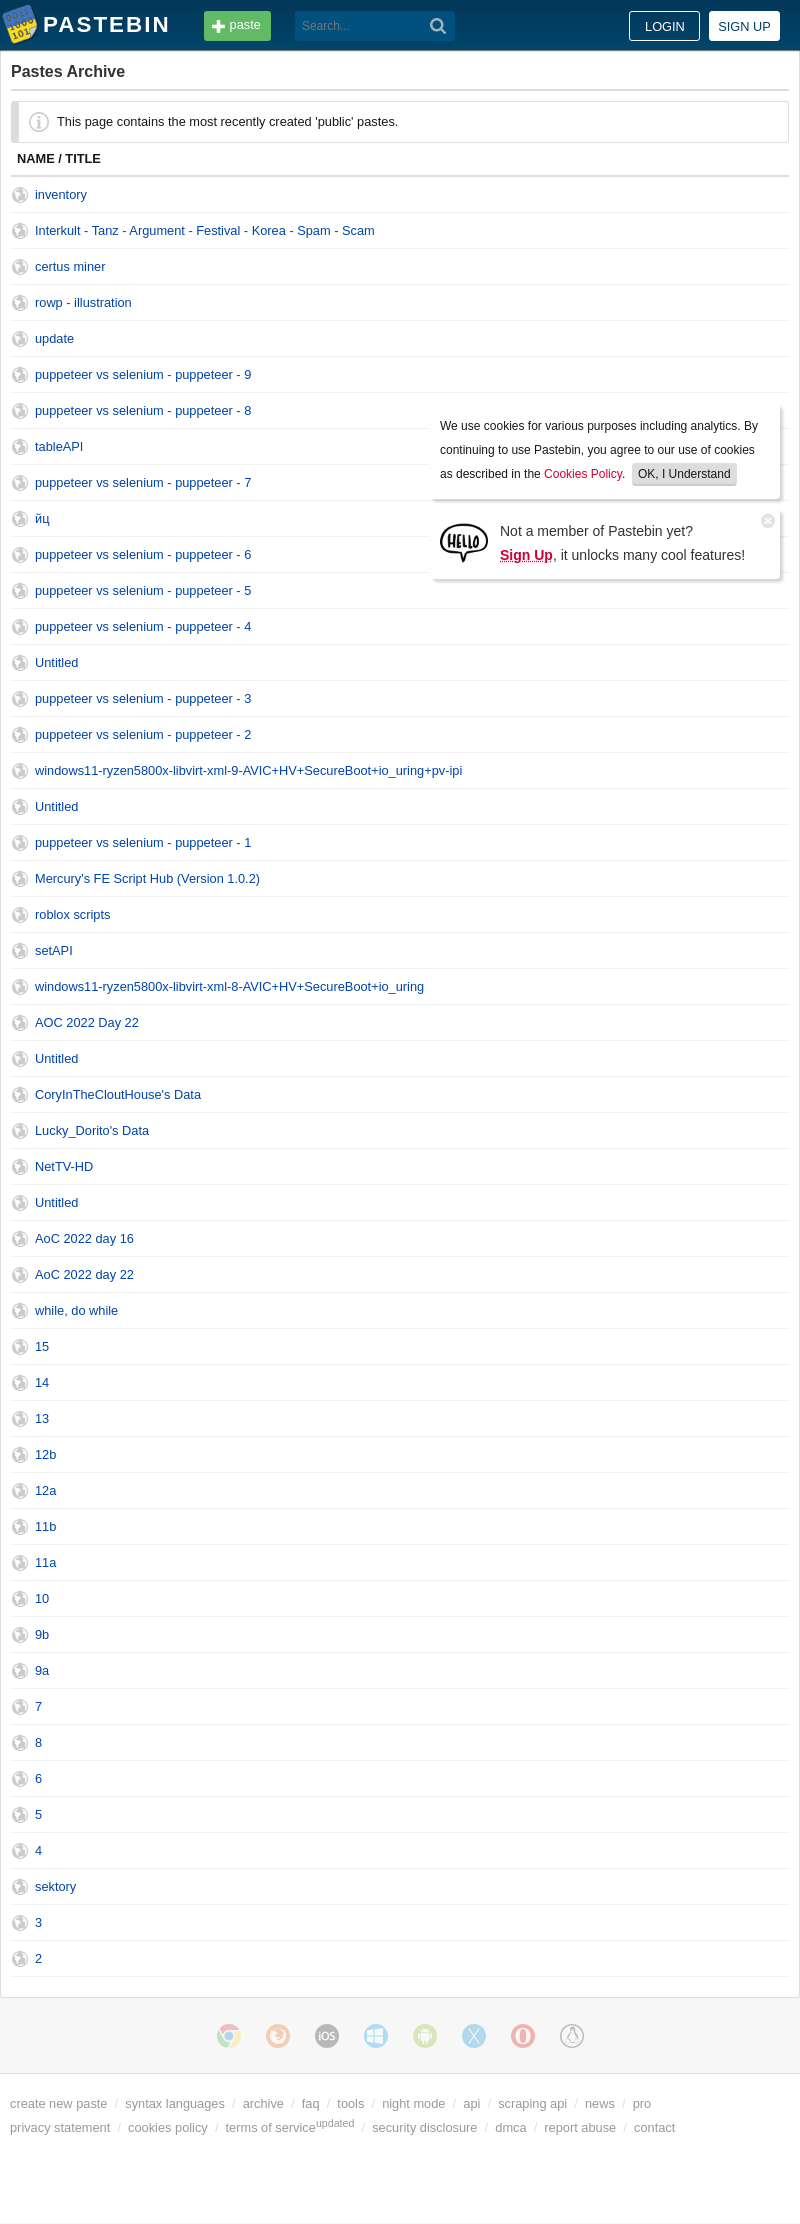 PASTEBIN paste Search... LOGIN SIGN UP
Pastes Archive
This page contains the most recently created 'public' pastes.
NAME / TITLE
inventory
Interkult - Tanz - Argument - Festival - Korea - Spam - Scam
certus miner
rowp - illustration
update
puppeteer vs selenium - puppeteer - 9
puppeteer vs selenium - puppeteer - 8
tableAPI
puppeteer vs selenium - puppeteer - 7
йц
puppeteer vs selenium - puppeteer - 6
puppeteer vs selenium - puppeteer - 5
puppeteer vs selenium - puppeteer - 4
Untitled
puppeteer vs selenium - puppeteer - 3
puppeteer vs selenium - puppeteer - 2
windows11-ryzen5800x-libvirt-xml-9-AVIC+HV+SecureBoot+io_uring+pv-ipi
Untitled
puppeteer vs selenium - puppeteer - 1
Mercury's FE Script Hub (Version 1.0.2)
roblox scripts
setAPI
windows11-ryzen5800x-libvirt-xml-8-AVIC+HV+SecureBoot+io_uring
AOC 2022 Day 22
Untitled
CoryInTheCloutHouse's Data
Lucky_Dorito's Data
NetTV-HD
Untitled
AoC 2022 day 16
AoC 2022 day 22
while, do while
15
14
13
12b
12a
11b
11a
10
9b
9a
7
8
6
5
4
sektory
3
2
We use cookies for various purposes including analytics. By
continuing to use Pastebin, you agree to our use of cookies
as described in the Cookies Policy. OK, I Understand
HELLO
Not a member of Pastebin yet?
Sign Up, it unlocks many cool features!
iOS
create new paste / syntax languages / archive / faq / tools / night mode / api / scraping api / news / pro
privacy statement / cookies policy / terms of serviceupdated / security disclosure / dmca / report abuse / contact